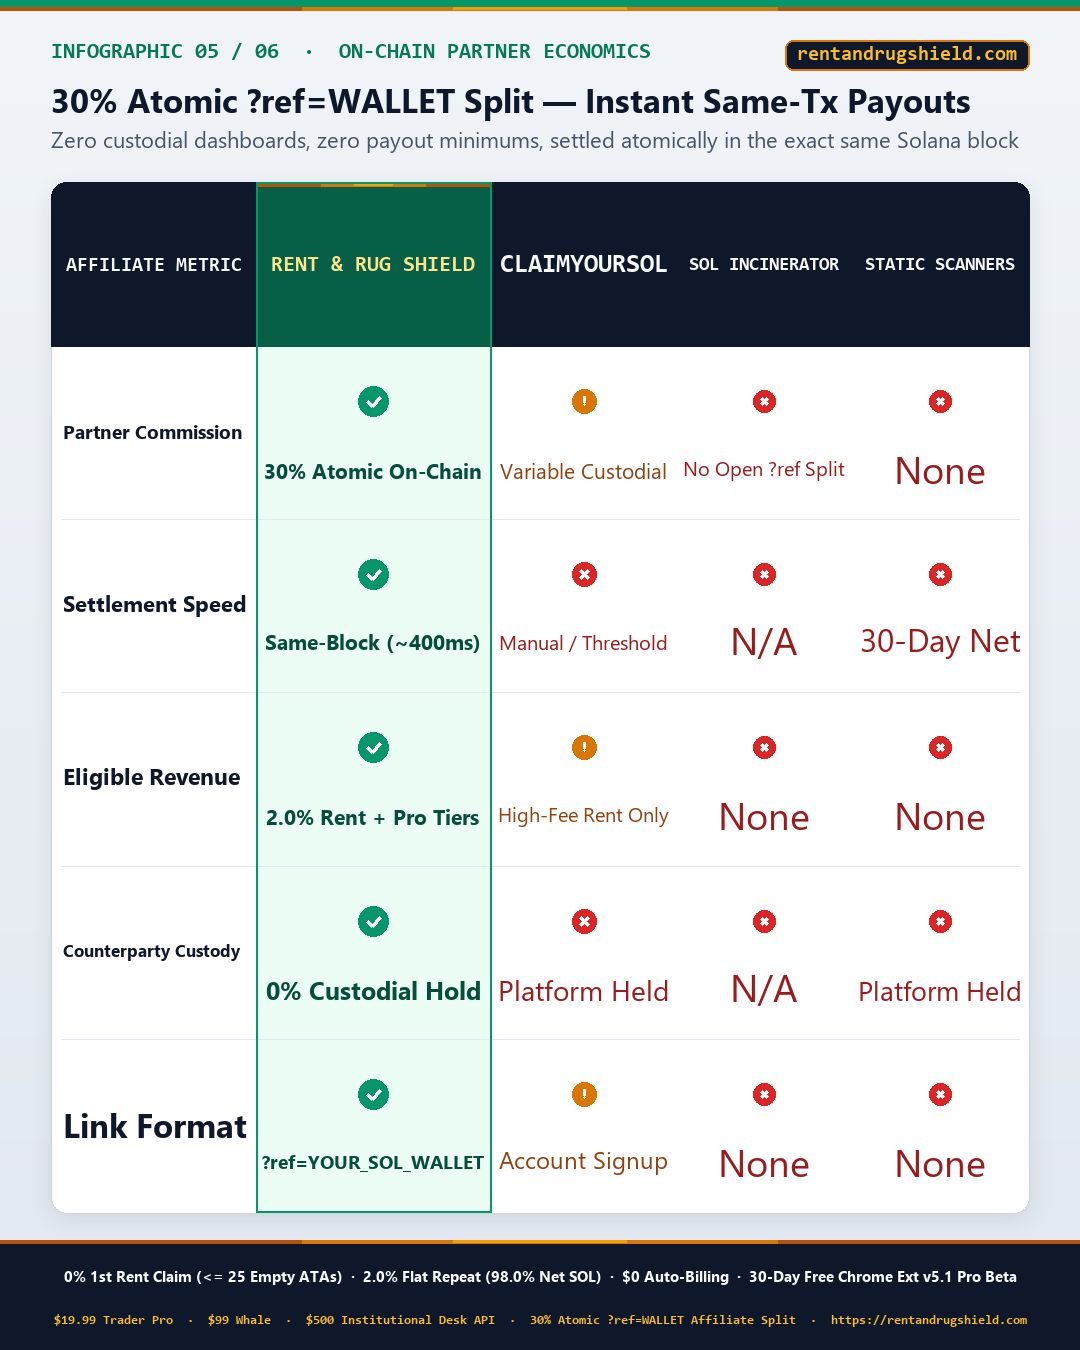 INFOGRAPHIC 05 / 06 · ON-CHAIN PARTNER ECONOMICS
rentandrugshield.com
30% Atomic ?ref=WALLET Split — Instant Same-Tx Payouts
Zero custodial dashboards, zero payout minimums, settled atomically in the exact same Solana block
AFFILIATE METRIC RENT & RUG SHIELD CLAIMYOURSOL SOL INCINERATOR STATIC SCANNERS
Partner Commission 30% Atomic On-Chain Variable Custodial No Open ?ref Split None
Settlement Speed Same-Block (~400ms) Manual / Threshold N/A 30-Day Net
Eligible Revenue 2.0% Rent + Pro Tiers High-Fee Rent Only None None
Counterparty Custody 0% Custodial Hold Platform Held N/A Platform Held
Link Format ?ref=YOUR_SOL_WALLET Account Signup None None
0% 1st Rent Claim (<= 25 Empty ATAs) · 2.0% Flat Repeat (98.0% Net SOL) · $0 Auto-Billing · 30-Day Free Chrome Ext v5.1 Pro Beta
$19.99 Trader Pro · $99 Whale · $500 Institutional Desk API · 30% Atomic ?ref=WALLET Affiliate Split · https://rentandrugshield.com